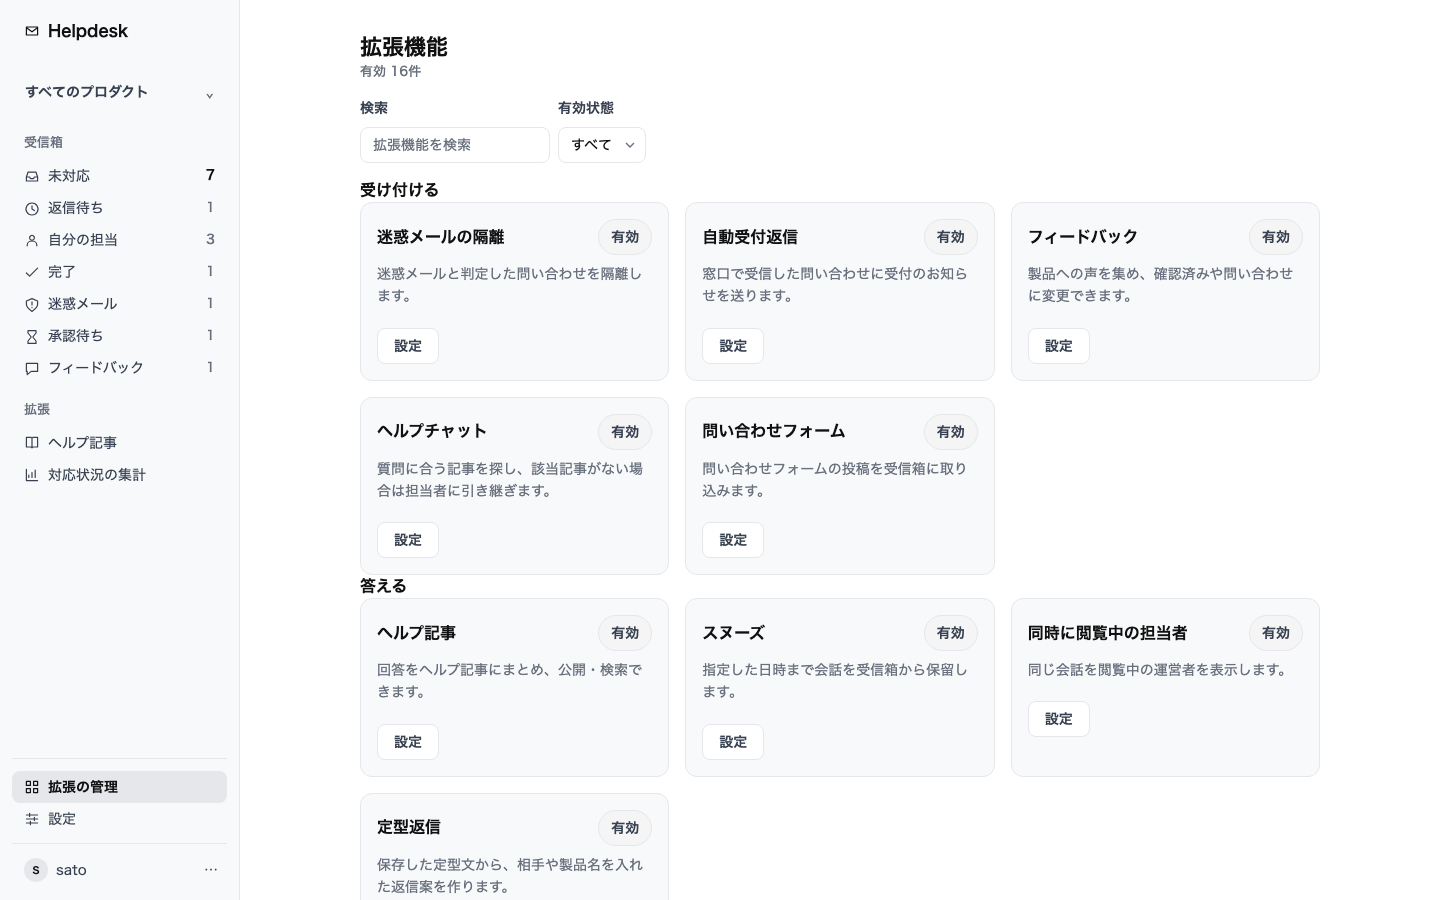 Helpdesk
すべてのプロダクト
受信箱
未対応 7
返信待ち 1
自分の担当 3
完了 1
迷惑メール 1
承認待ち 1
フィードバック 1
拡張
ヘルプ記事
対応状況の集計
拡張の管理
設定
S sato ...
拡張機能
有効 16件
検索 有効状態
拡張機能を検索 すべて
受け付ける
迷惑メールの隔離 有効
迷惑メールと判定した問い合わせを隔離し
ます。
設定
自動受付返信 有効
窓口で受信した問い合わせに受付のお知ら
せを送ります。
設定
フィードバック 有効
製品への声を集め、確認済みや問い合わせ
に変更できます。
設定
ヘルプチャット 有効
質問に合う記事を探し、該当記事がない場
合は担当者に引き継ぎます。
設定
問い合わせフォーム 有効
問い合わせフォームの投稿を受信箱に取り
込みます。
設定
答える
ヘルプ記事 有効
回答をヘルプ記事にまとめ、公開・検索で
きます。
設定
スヌーズ 有効
指定した日時まで会話を受信箱から保留し
ます。
設定
同時に閲覧中の担当者 有効
同じ会話を閲覧中の運営者を表示します。
設定
定型返信 有効
保存した定型文から、相手や製品名を入れ
た返信案を作ります。